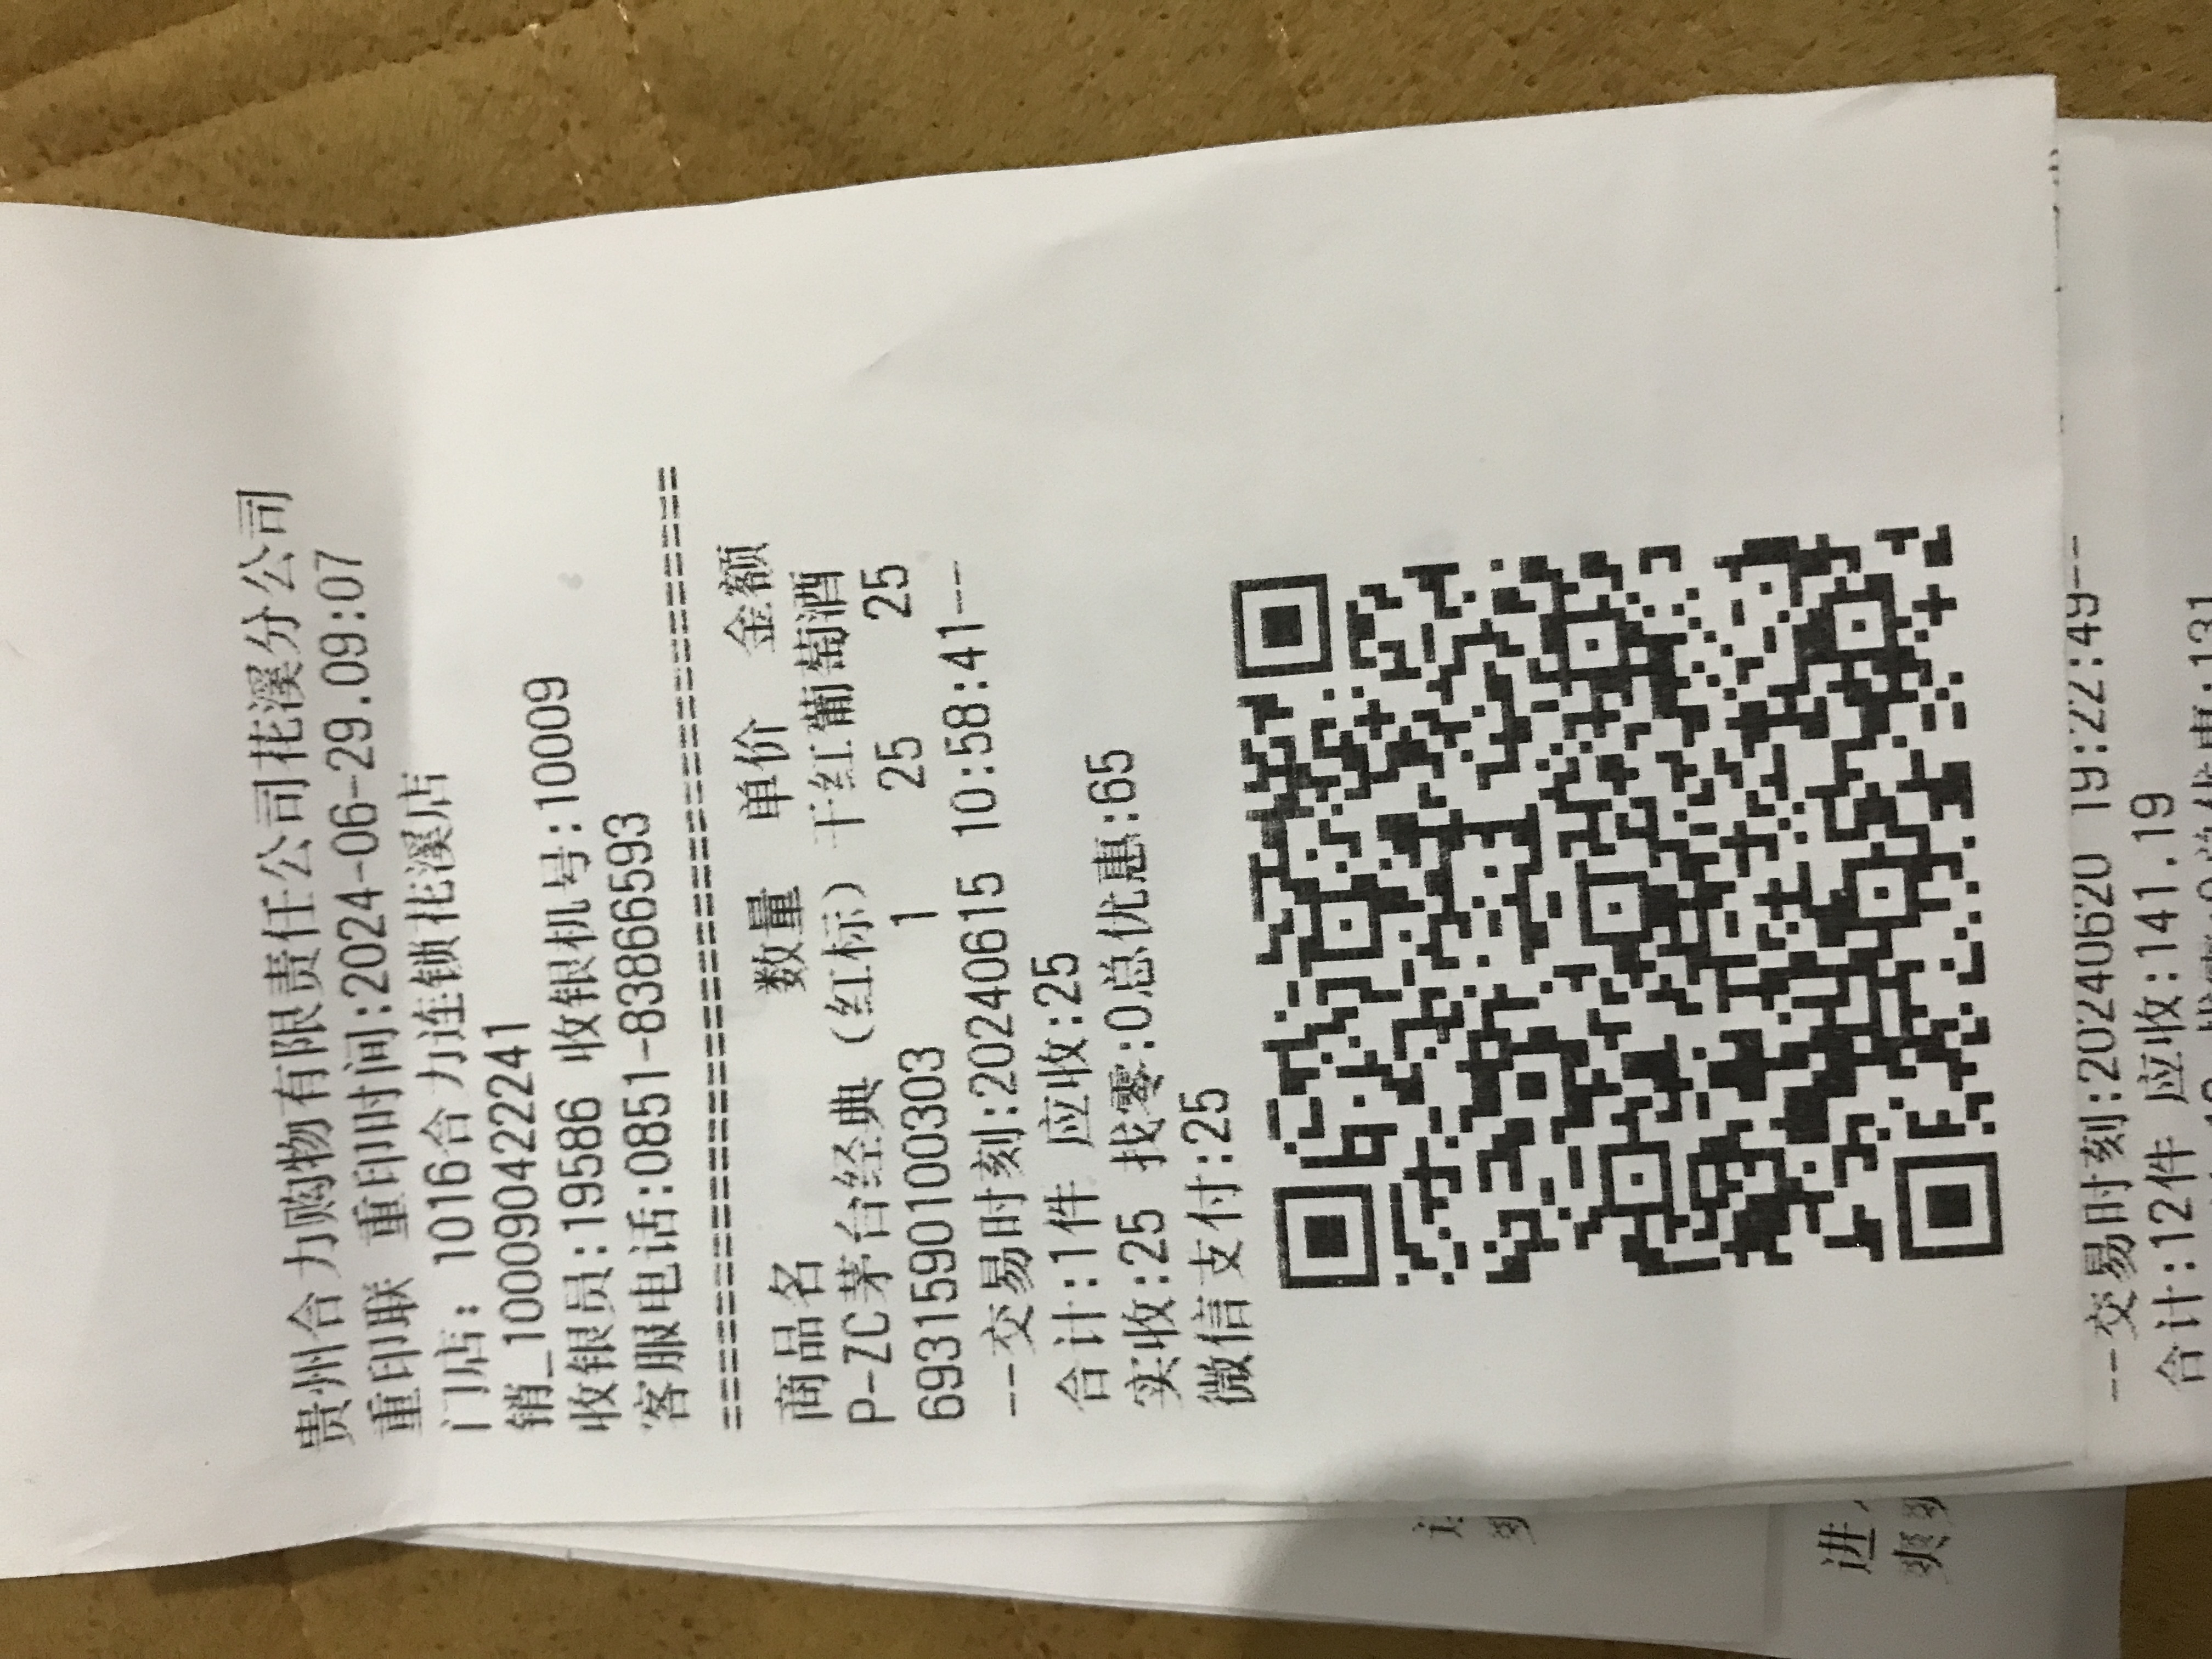 贵州合力购物有限责任公司花溪分公司
重印联 重印时间:2024-06-29.09:07
门店: 1016合力连锁花溪店
销_100090422241
收银员:19586 收银机号:10009
客服电话:0851-83866593
商品名 数量 单价 金额
P-ZC茅台经典（红标）干红葡萄酒
6931590100303 1 25 25
--交易时刻:20240615 10:58:41--
合计:1件 应收:25
实收:25 找零:0总优惠:65
微信支付:25
--交易时刻:20240620 19:22:49--
合计:12件 应收:141.19
进
爽